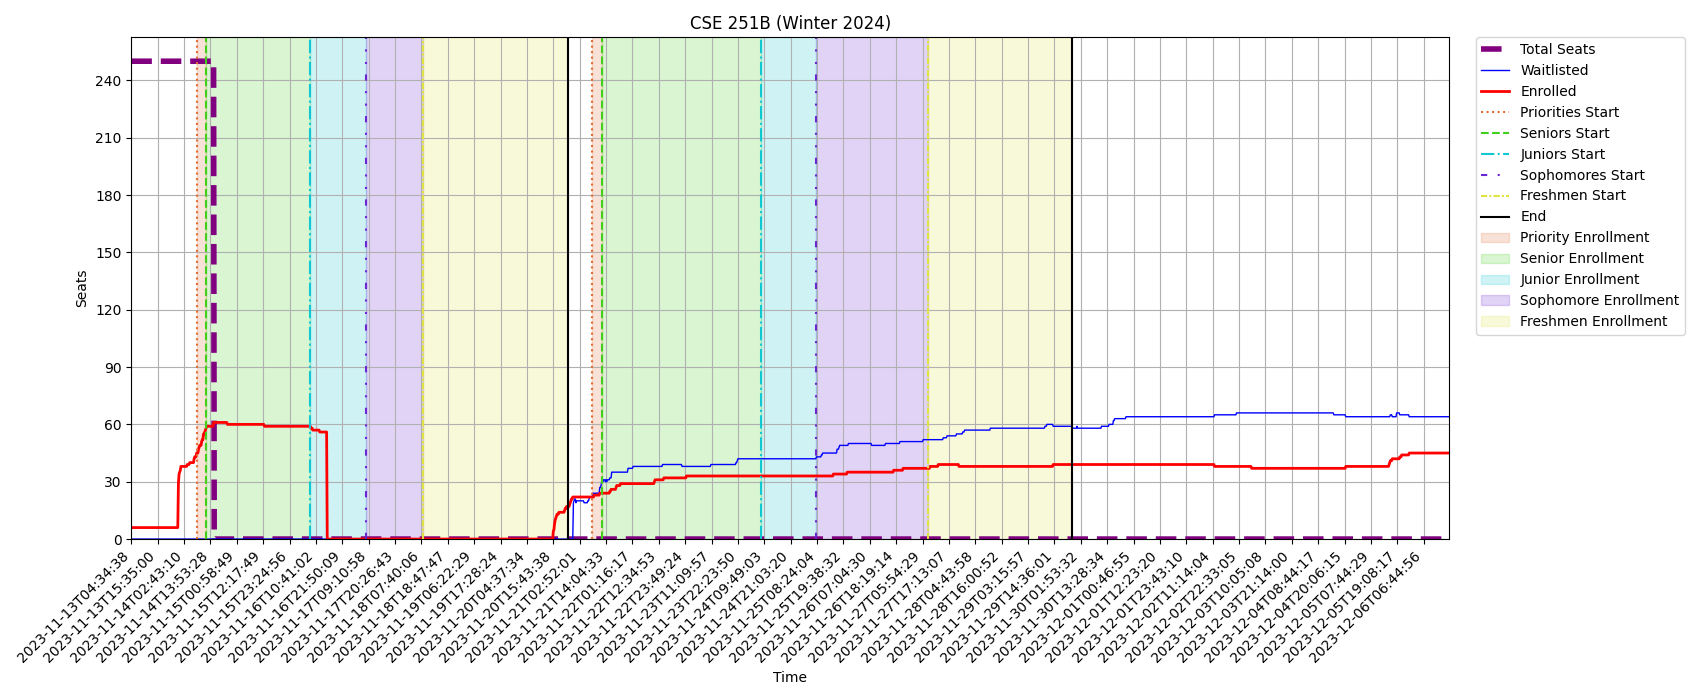 CSE 251B (Winter 2024)
Seats
240
210
180
150
120
90
60
30
0
2023-11-13T04:34:38
2023-11-13T15:35:00
2023-11-14T02:43:10
2023-11-14T13:53:28
2023-11-15T00:58:49
2023-11-15T12:17:49
2023-11-15T23:24:56
2023-11-16T10:41:02
2023-11-16T21:50:09
2023-11-17T09:10:58
2023-11-17T20:26:43
2023-11-18T07:40:06
2023-11-18T18:47:47
2023-11-19T06:22:29
2023-11-19T17:28:24
2023-11-20T04:37:34
2023-11-20T15:43:38
2023-11-21T02:52:01
2023-11-21T14:04:33
2023-11-22T01:16:17
2023-11-22T12:34:53
2023-11-22T23:49:24
2023-11-23T11:09:57
2023-11-23T22:23:50
2023-11-24T09:49:03
2023-11-24T21:03:20
2023-11-25T08:24:04
2023-11-25T19:38:32
2023-11-26T07:04:30
2023-11-26T18:19:14
2023-11-27T05:54:29
2023-11-27T17:13:07
2023-11-28T04:43:58
2023-11-28T16:00:52
2023-11-29T03:15:57
2023-11-29T14:36:01
2023-11-30T01:53:32
2023-11-30T13:28:34
2023-12-01T00:46:55
2023-12-01T12:23:20
2023-12-01T23:43:10
2023-12-02T11:14:04
2023-12-02T22:33:05
2023-12-03T10:05:08
2023-12-03T21:14:00
2023-12-04T08:44:17
2023-12-04T20:06:15
2023-12-05T07:44:29
2023-12-05T19:08:17
2023-12-06T06:44:56
Time
Total Seats
Waitlisted
Enrolled
Priorities Start
Seniors Start
Juniors Start
Sophomores Start
Freshmen Start
End
Priority Enrollment
Senior Enrollment
Junior Enrollment
Sophomore Enrollment
Freshmen Enrollment